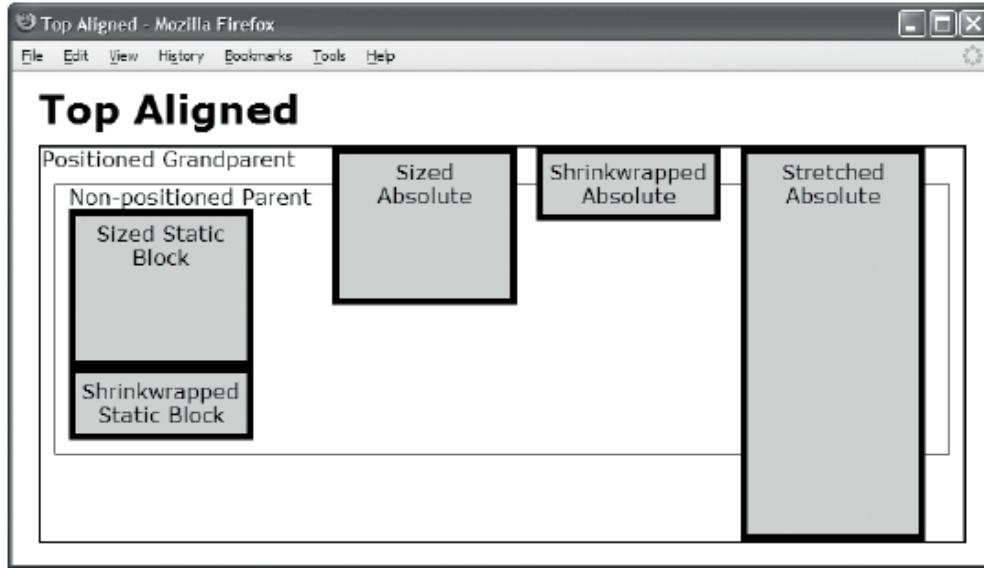 Top Aligned - Mozilla Firefox
File Edit View History Bookmarks Tools Help
Top Aligned
Positioned Grandparent
Non-positioned Parent
Sized Static
Block
Shrinkwrapped
Static Block
Sized
Absolute
Shrinkwrapped
Absolute
Stretched
Absolute